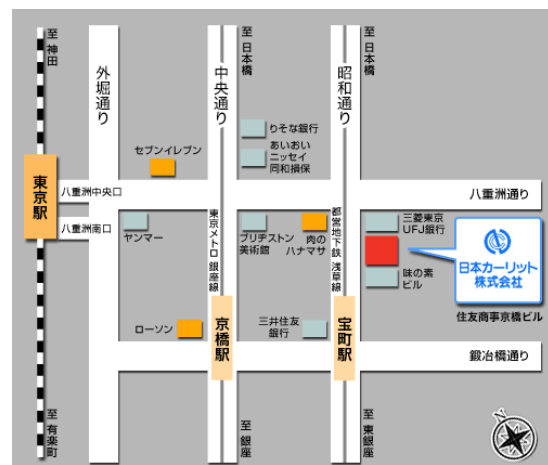 至神田
外堀通り
中央通り
至日本橋
昭和通り
至日本橋
りそな銀行
あいおい
ニッセイ
同和損保
セブンイレブン
東京駅
八重洲中央口
八重洲通り
八重洲南口
ヤンマー
東京メトロ 銀座線
ブリヂストン
美術館
肉の
ハナマサ
都営地下鉄 浅草線
三菱東京
UFJ銀行
日本カーリット
株式会社
味の素
ビル
住友商事京橋ビル
ローソン
京橋駅
三井住友
銀行
宝町駅
鍛冶橋通り
至有楽町
至銀座
至東銀座
N